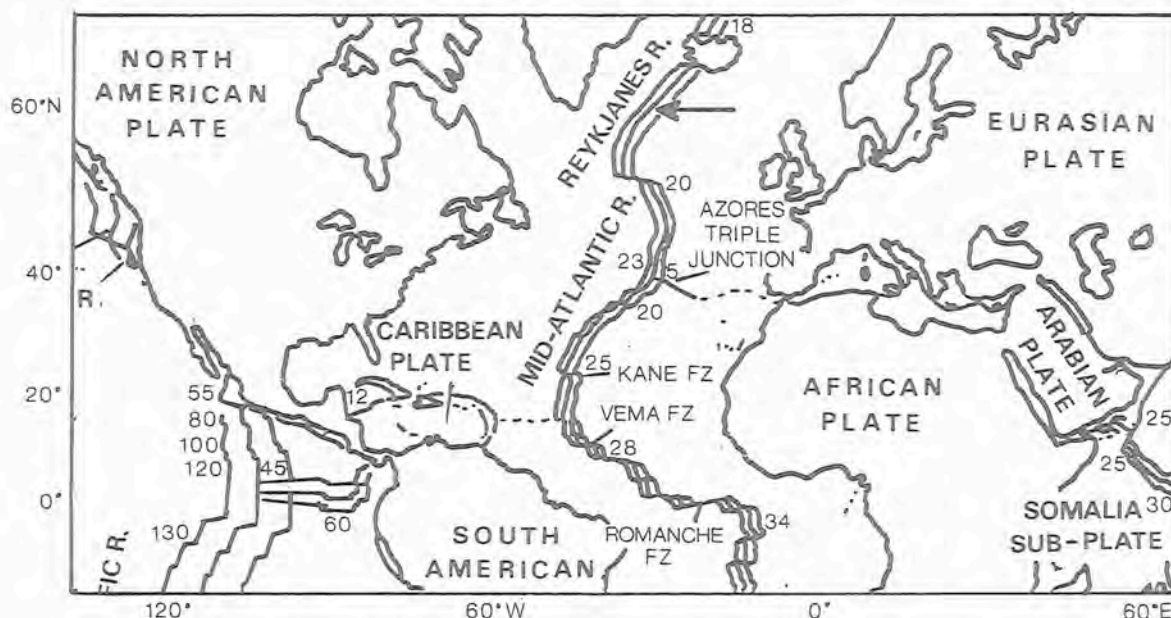 18
NORTH
AMERICAN
PLATE
REYKJANES R.
60°N
EURASIAN
PLATE
20
AZORES
TRIPLE
JUNCTION
MID-ATLANTIC R.
23
5
40°
R.
20
CARIBBEAN
PLATE
ARABIAN
PLATE
25
KANE FZ
AFRICAN
PLATE
20°
55
12
VEMA FZ
80
28
25
100
120
45
25
0°
60
30
SOMALIA
SUB-PLATE
34
130
SOUTH
AMERICAN
ROMANCHE
FZ
FIC R.
120°
60°W
0°
60°E